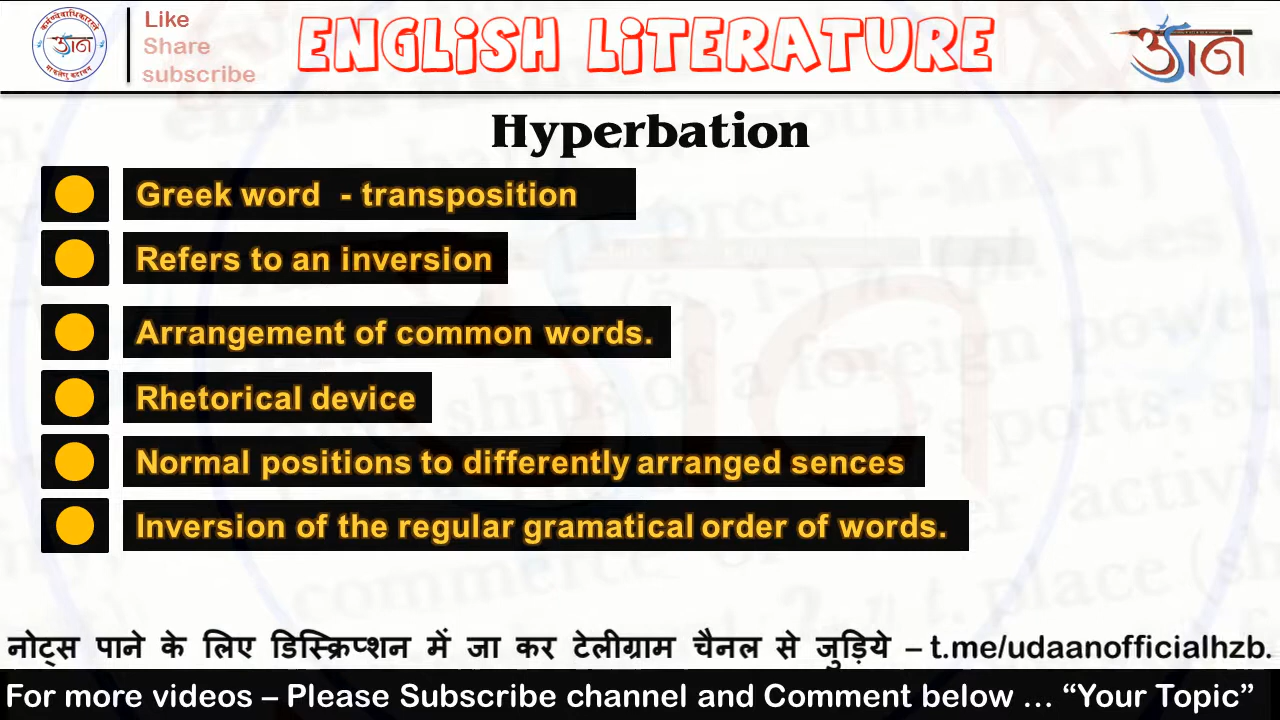 Like
Share
subscribe
ENGLiSH LiTERATURE
उड़ान
Hyperbation
Greek word - transposition
Refers to an inversion
Arrangement of common words.
Rhetorical device
Normal positions to differently arranged sences
Inversion of the regular gramatical order of words.
नोट्स पाने के लिए डिस्क्रिप्शन में जा कर टेलीग्राम चैनल से जुड़िये – t.me/udaanofficialhzb.
For more videos – Please Subscribe channel and Comment below ... “Your Topic”